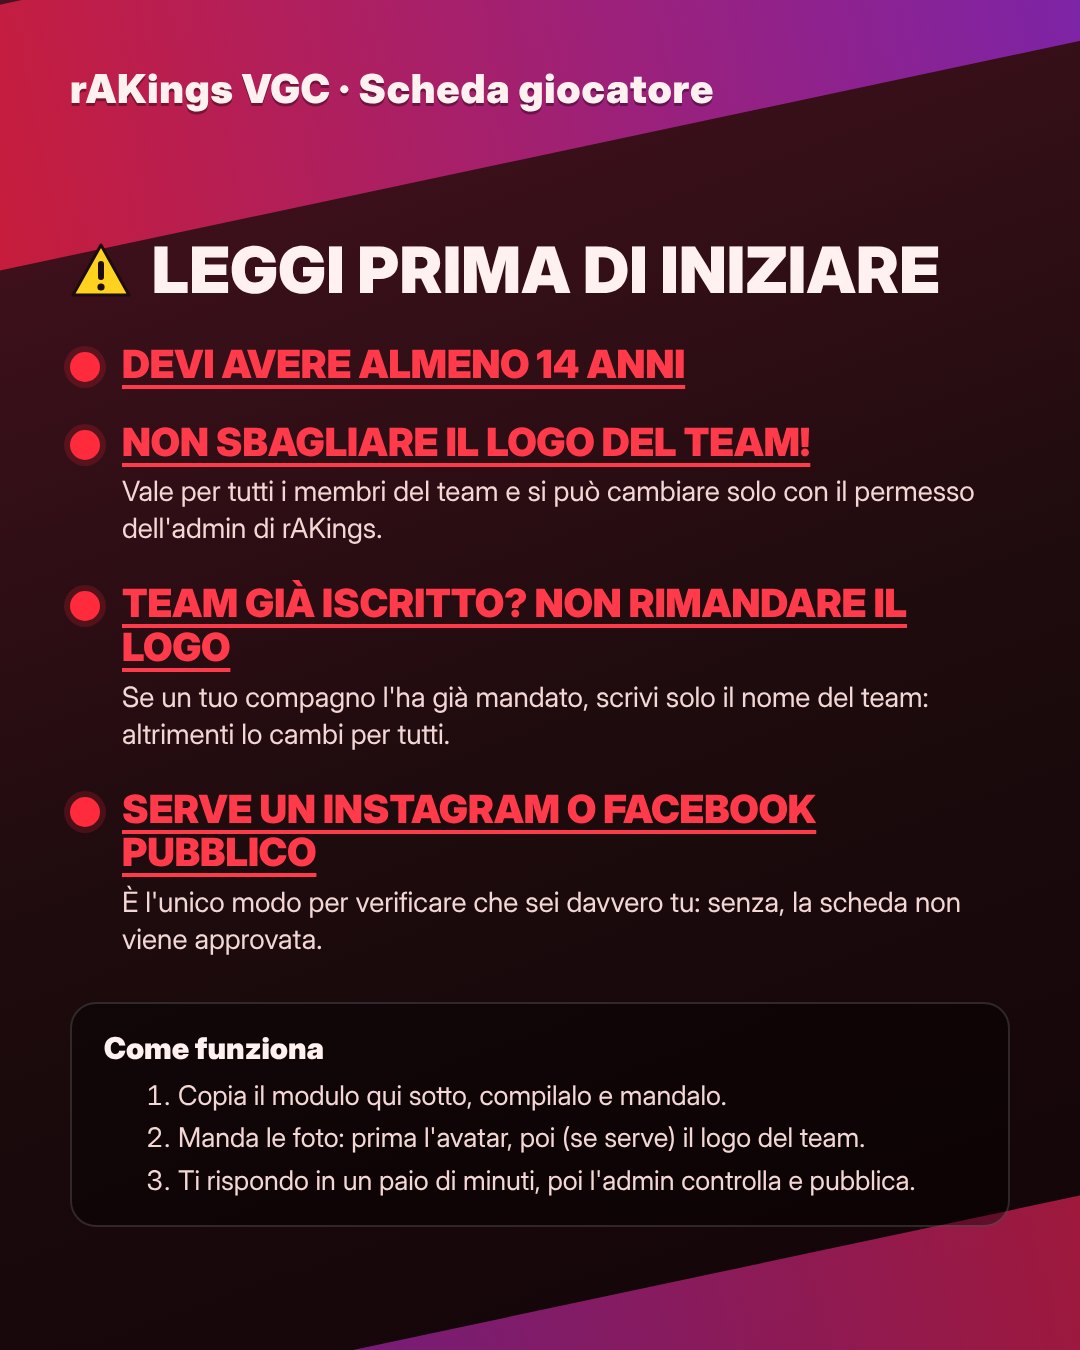 rAKings VGC · Scheda giocatore
⚠️ LEGGI PRIMA DI INIZIARE
DEVI AVERE ALMENO 14 ANNI
NON SBAGLIARE IL LOGO DEL TEAM!
Vale per tutti i membri del team e si può cambiare solo con il permesso
dell'admin di rAKings.
TEAM GIÀ ISCRITTO? NON RIMANDARE IL
LOGO
Se un tuo compagno l'ha già mandato, scrivi solo il nome del team:
altrimenti lo cambi per tutti.
SERVE UN INSTAGRAM O FACEBOOK
PUBBLICO
È l'unico modo per verificare che sei davvero tu: senza, la scheda non
viene approvata.
Come funziona
1. Copia il modulo qui sotto, compilalo e mandalo.
2. Manda le foto: prima l'avatar, poi (se serve) il logo del team.
3. Ti rispondo in un paio di minuti, poi l'admin controlla e pubblica.